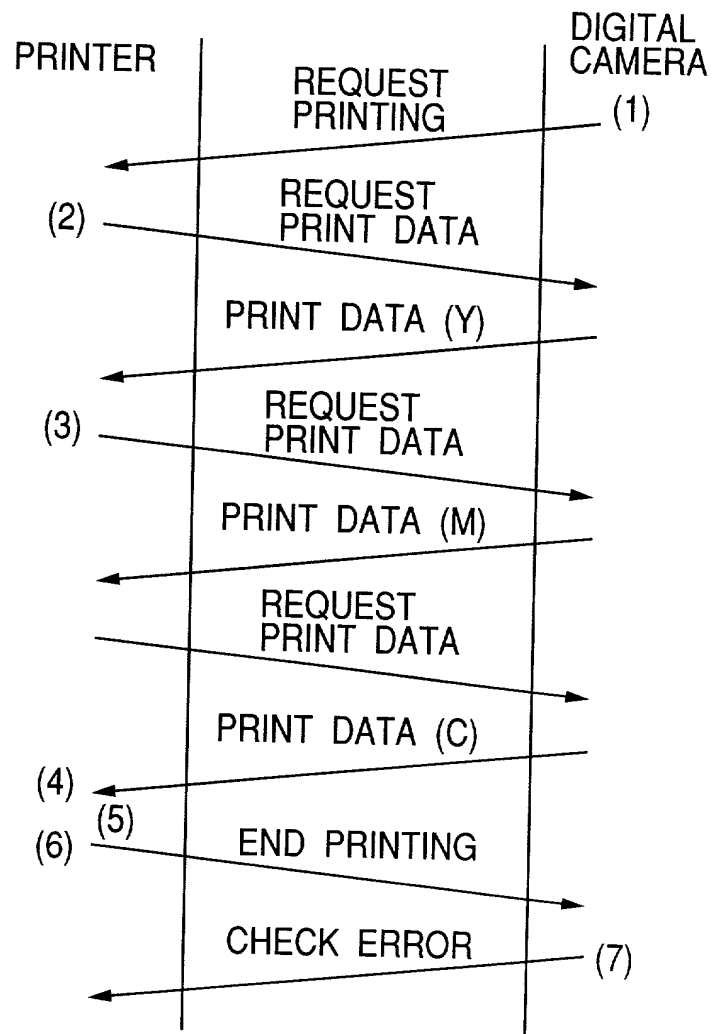 PRINTER
DIGITAL
CAMERA
REQUEST
PRINTING
(1)
REQUEST
PRINT DATA
(2)
PRINT DATA (Y)
REQUEST
PRINT DATA
(3)
PRINT DATA (M)
REQUEST
PRINT DATA
PRINT DATA (C)
(4)
(5)
(6)
END PRINTING
CHECK ERROR
(7)